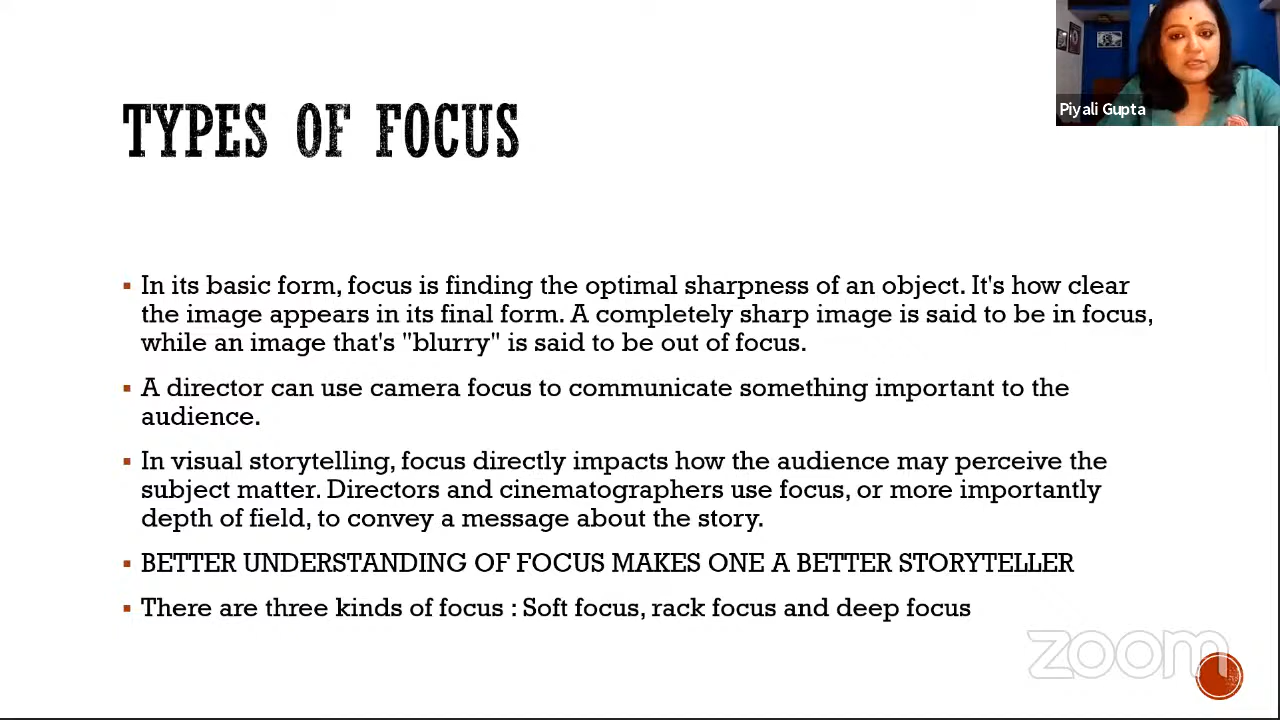 Piyali Gupta
TYPES OF FOCUS
In its basic form, focus is finding the optimal sharpness of an object. It's how clear
the image appears in its final form. A completely sharp image is said to be in focus,
while an image that's "blurry" is said to be out of focus.
A director can use camera focus to communicate something important to the
audience.
In visual storytelling, focus directly impacts how the audience may perceive the
subject matter. Directors and cinematographers use focus, or more importantly
depth of field, to convey a message about the story.
BETTER UNDERSTANDING OF FOCUS MAKES ONE A BETTER STORYTELLER
There are three kinds of focus : Soft focus, rack focus and deep focus
zoom